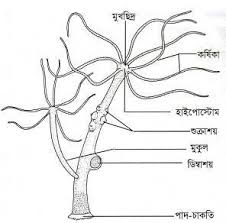 মুখছিদ্র
কর্ষিকা
হাইপোস্টোম
শুক্রাশয়
মুকুল
ডিম্বাশয়
পাদ-চাকতি